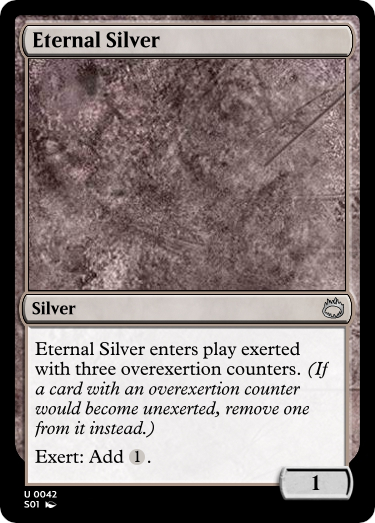 Eternal Silver
Silver
Eternal Silver enters play exerted
with three overexertion counters. (If
a card with an overexertion counter
would become unexerted, remove one
from it instead.)
Exert: Add 1.
1
U 0042
S01